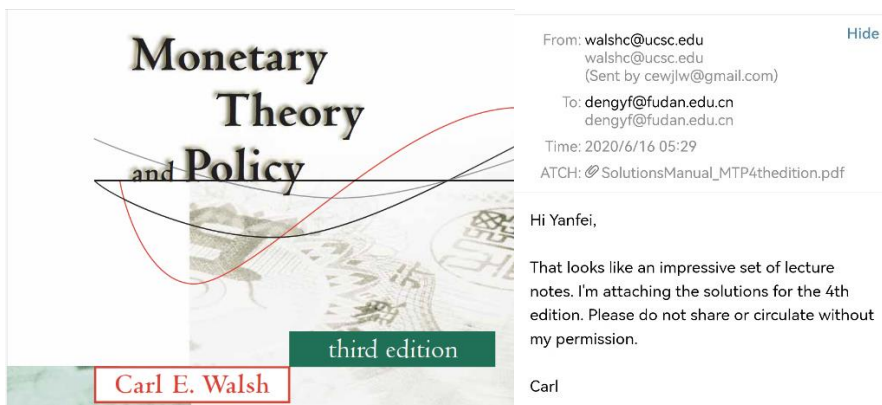 Monetary
Theory
and Policy
third edition
Carl E. Walsh
From: walshc@ucsc.edu
Hide
walshc@ucsc.edu
(Sent by cewjlw@gmail.com)
To: dengyf@fudan.edu.cn
dengyf@fudan.edu.cn
Time: 2020/6/16 05:29
ATCH: SolutionsManual_MTP4thedition.pdf
Hi Yanfei,
That looks like an impressive set of lecture
notes. I'm attaching the solutions for the 4th
edition. Please do not share or circulate without
my permission.
Carl